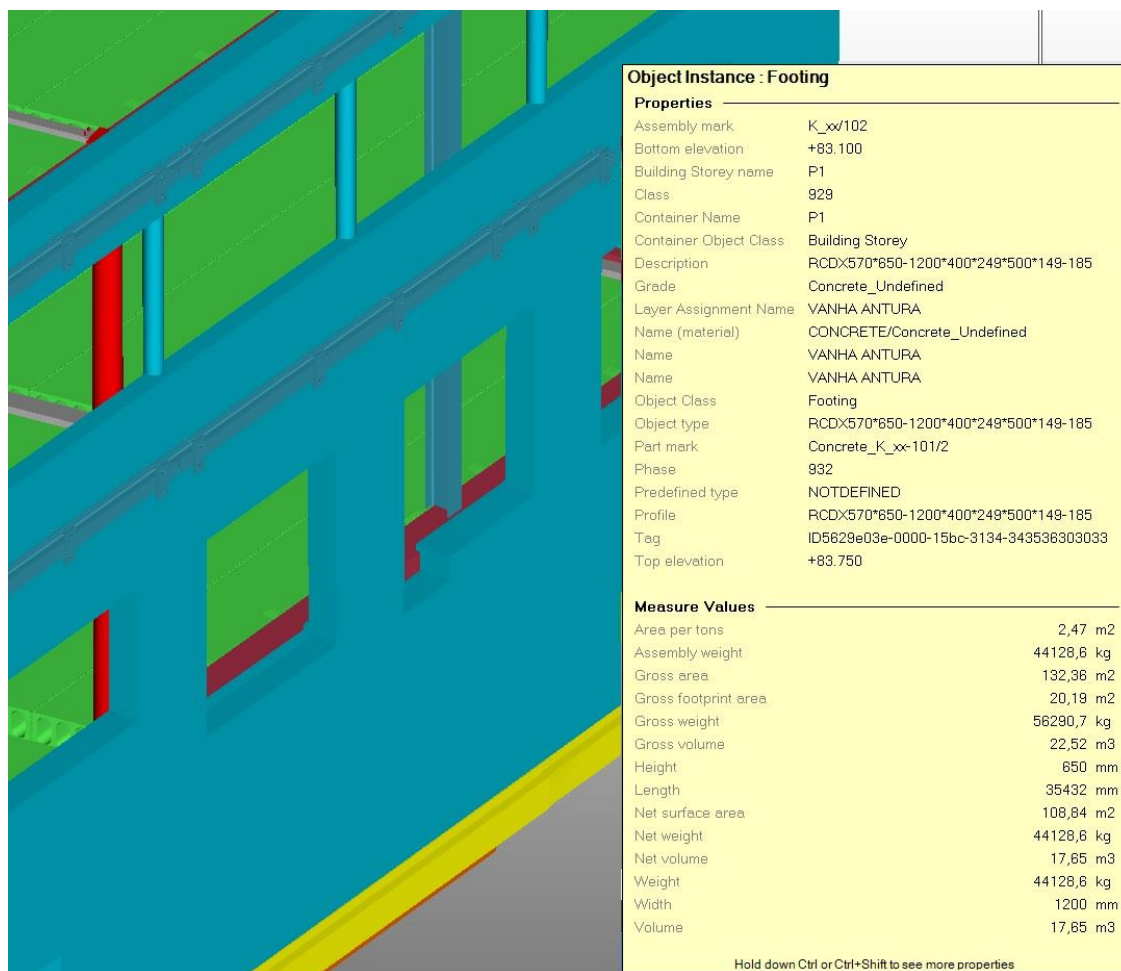 Object Instance : Footing
Properties
Assembly mark K_xx/102
Bottom elevation +83.100
Building Storey name P1
Class 929
Container Name P1
Container Object Class Building Storey
Description RCDX570*650-1200*400*249*500*149-185
Grade Concrete_Undefined
Layer Assignment Name VANHA ANTURA
Name (material) CONCRETE/Concrete_Undefined
Name VANHA ANTURA
Name VANHA ANTURA
Object Class Footing
Object type RCDX570*650-1200*400*249*500*149-185
Part mark Concrete_K_xx-101/2
Phase 932
Predefined type NOTDEFINED
Profile RCDX570*650-1200*400*249*500*149-185
Tag ID5629e03e-0000-15bc-3134-343536303033
Top elevation +83.750
Measure Values
Area per tons 2,47 m2
Assembly weight 44128,6 kg
Gross area 132,36 m2
Gross footprint area 20,19 m2
Gross weight 56290,7 kg
Gross volume 22,52 m3
Height 650 mm
Length 35432 mm
Net surface area 108,84 m2
Net weight 44128,6 kg
Net volume 17,65 m3
Weight 44128,6 kg
Width 1200 mm
Volume 17,65 m3
Hold down Ctrl or Ctrl+Shift to see more properties